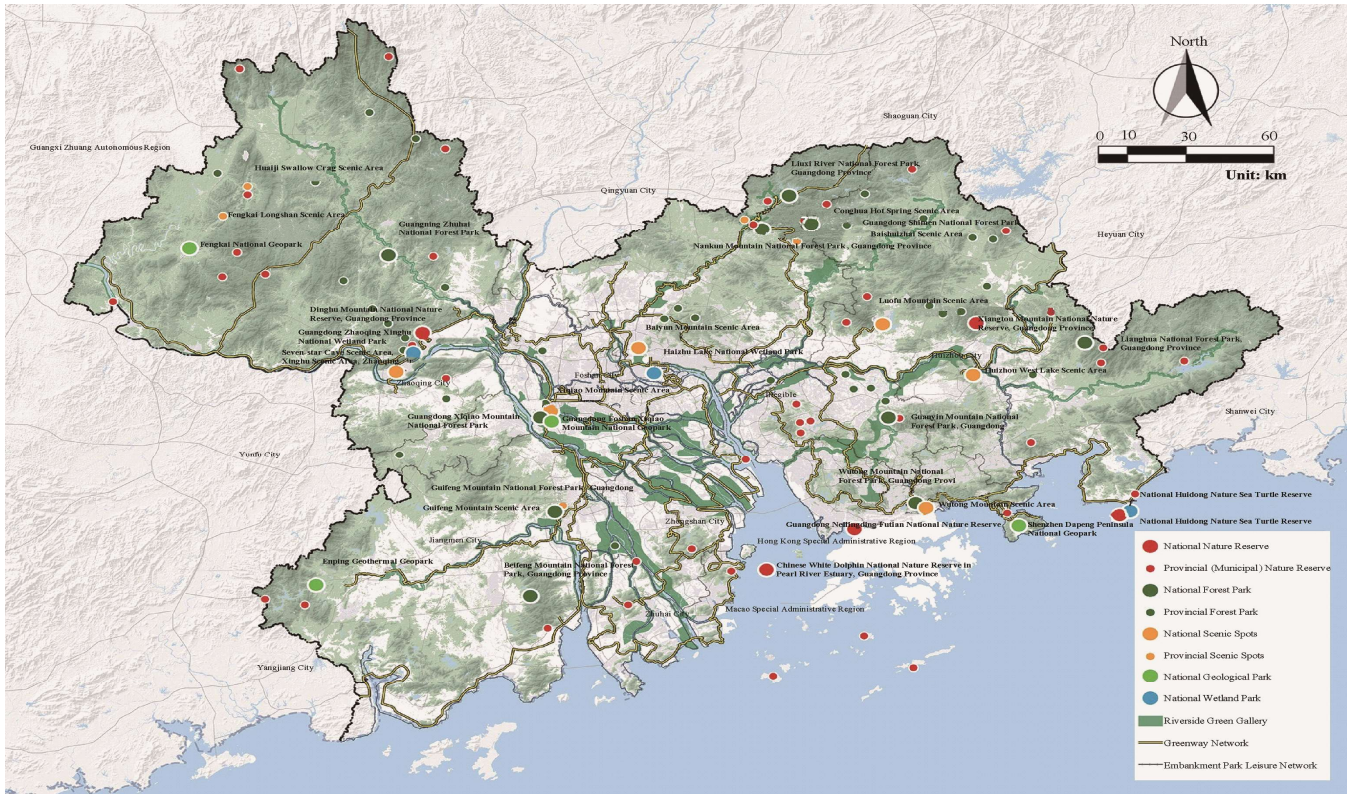 North
0 10 30 60
Unit: km
Shaoguan City
Guangxi Zhuang Autonomous Region
Qingyuan City
Heyuan City
Huaiji Swallow Crag Scenic Area
Fengkai Longshan Scenic Area
Fengkai National Geopark
Guangning Zhuhai
National Forest Park
Liuxi River National Forest Park
Guangdong Province
Conghua Hot Spring Scenic Area
Guangdong Shimen National Forest Park
Baishuizhai Scenic Area
Nankun Mountain National Forest Park , Guangdong Province
Dinghu Mountain National Nature
Reserve, Guangdong Province
Guangdong Zhaoqing Xinghu
National Wetland Park
Seven-star Cave Scenic Area,
Xinghu Scenic Area, Zhaoqing
Zhaoqing City
Luofu Mountain Scenic Area
Xiangtou Mountain National Nature
Reserve, Guangdong Province
Baiyun Mountain Scenic Area
Haizhu Lake National Wetland Park
Lianghua National Forest Park,
Guangdong Province
Huizhou City
Huizhou West Lake Scenic Area
Foshan City
Xiqiao Mountain Scenic Area
Illegible
Guangdong Xiqiao Mountain
National Forest Park
Guangdong Foshan Xiqiao
Mountain National Geopark
Guanyin Mountain National
Forest Park, Guangdong
Shanwei City
Yunfu City
Wutong Mountain National
Forest Park, Guangdong Provi
Guifeng Mountain National Forest Park , Guangdong
Guifeng Mountain Scenic Area
Wutong Mountain Scenic Area
National Huidong Nature Sea Turtle Reserve
National Huidong Nature Sea Turtle Reserve
Zhongshan City
Guangdong Neilingding Futian National Nature Reserve
Shenzhen Dapeng Peninsula
National Geopark
Jiangmen City
Hong Kong Special Administrative Region
Enping Geothermal Geopark
Beifeng Mountain National Forest
Park, Guangdong Province
Chinese White Dolphin National Nature Reserve in
Pearl River Estuary, Guangdong Province
Zhuhai City
Macao Special Administrative Region
Yangjiang City
National Nature Reserve
Provincial (Municipal) Nature Reserve
National Forest Park
Provincial Forest Park
National Scenic Spots
Provincial Scenic Spots
National Geological Park
National Wetland Park
Riverside Green Gallery
Greenway Network
Embankment Park Leisure Network